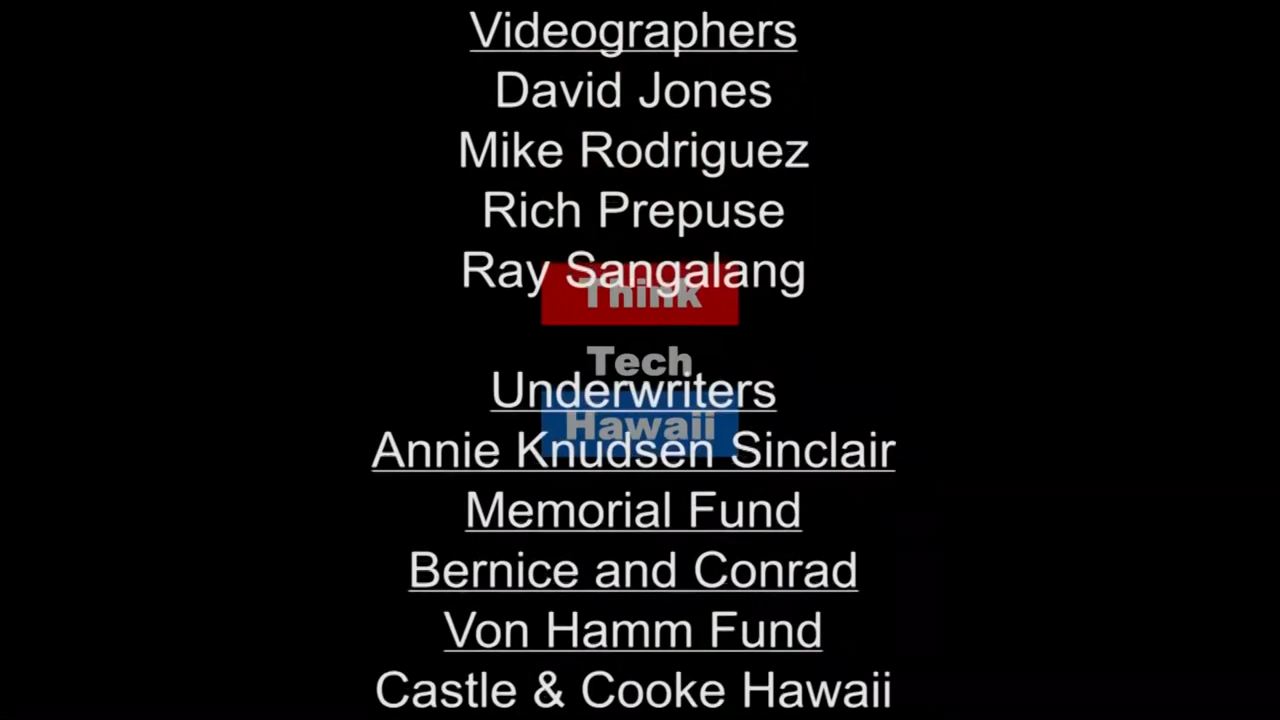 Videographers
David Jones
Mike Rodriguez
Rich Prepuse
Ray Sangalang
Think
Tech
Underwriters
Hawaii
Annie Knudsen Sinclair
Memorial Fund
Bernice and Conrad
Von Hamm Fund
Castle & Cooke Hawaii